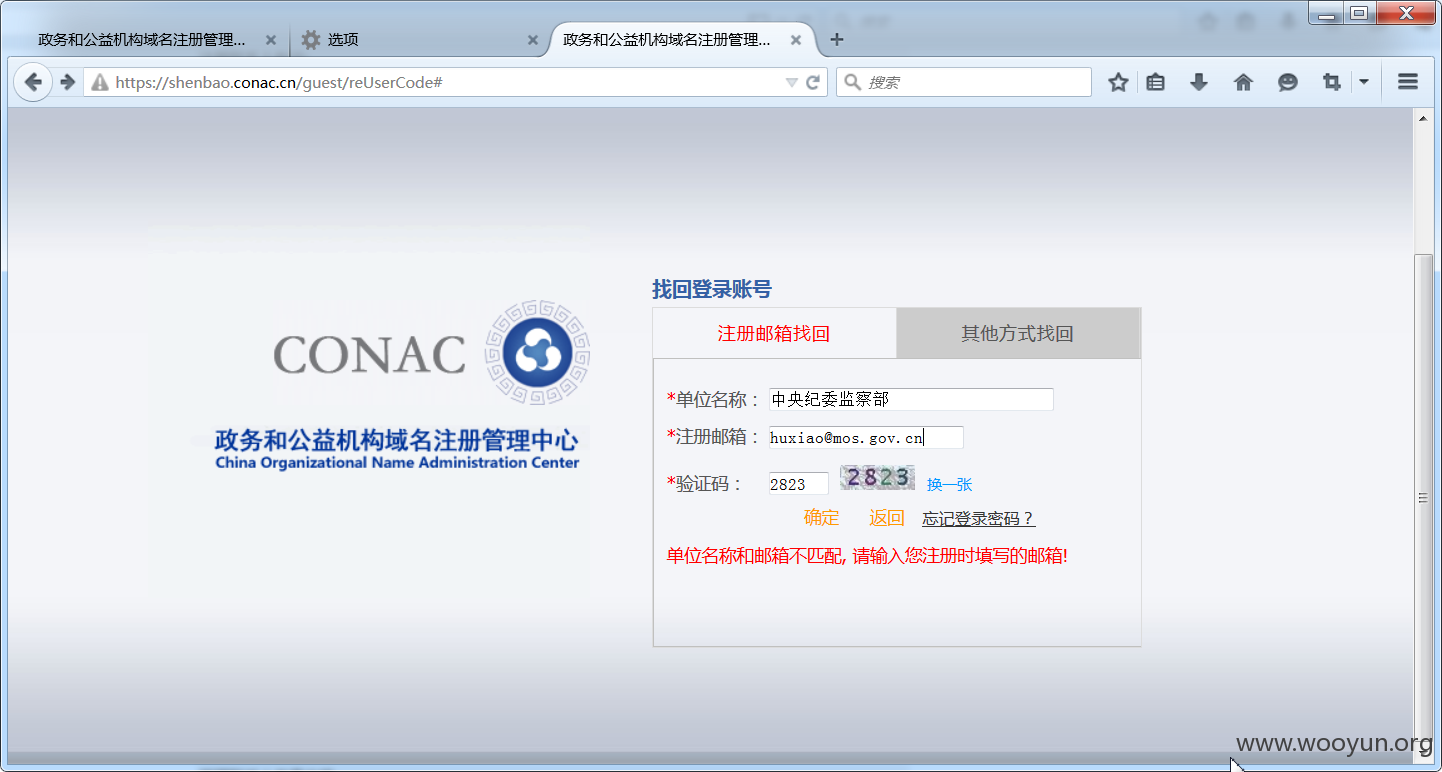 政务和公益机构域名注册管理...
选项
政务和公益机构域名注册管理...
https://shenbao.conac.cn/guest/reUserCode#
搜索
找回登录账号
注册邮箱找回
其他方式找回
CONAC
政务和公益机构域名注册管理中心
China Organizational Name Administration Center
*单位名称： 中央纪委监察部
*注册邮箱： huxiao@mos.gov.cn
*验证码： 2823 2823 换一张
确定 返回 忘记登录密码？
单位名称和邮箱不匹配, 请输入您注册时填写的邮箱!
www.wooyun.org